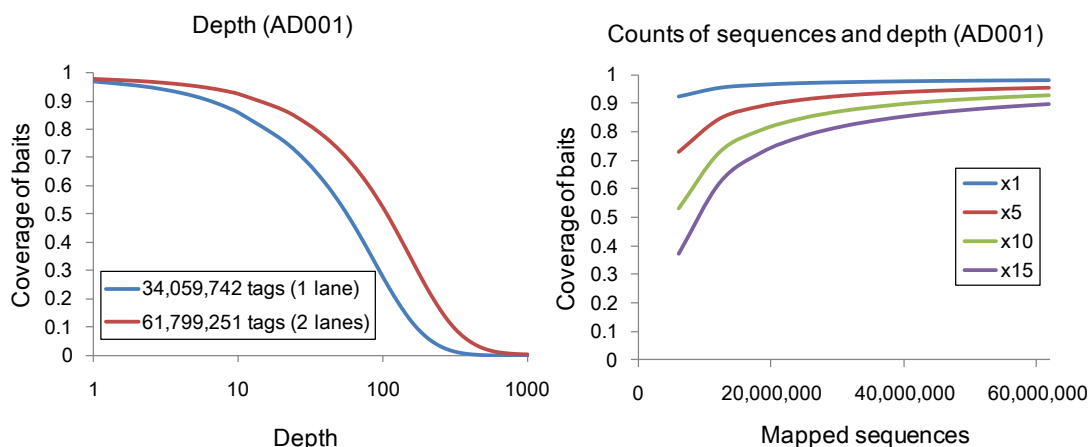 Depth (AD001)
Coverage of baits
1
0.9
0.8
0.7
0.6
0.5
0.4
0.3
0.2
0.1
0
34,059,742 tags (1 lane)
61,799,251 tags (2 lanes)
1 10 100 1000
Depth
Counts of sequences and depth (AD001)
Coverage of baits
1
0.9
0.8
0.7
0.6
0.5
0.4
0.3
0.2
0.1
0
x1
x5
x10
x15
0 20,000,000 40,000,000 60,000,000
Mapped sequences